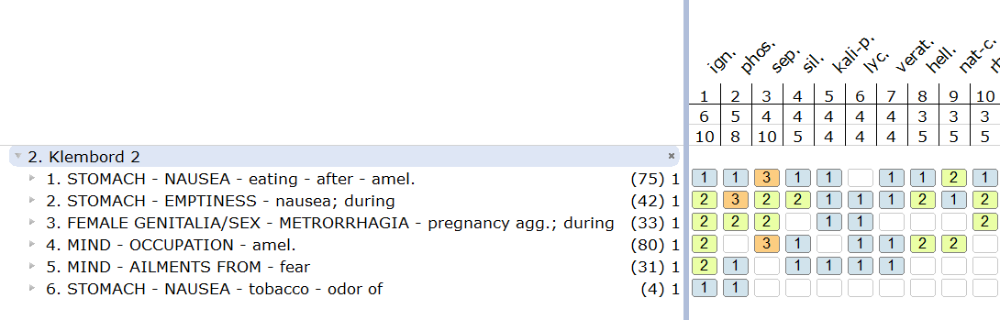 ign. phos. sep. sil. kali-p. lyc. verat. hell. nat-c.
1 2 3 4 5 6 7 8 9 10
6 5 4 4 4 4 4 3 3 3
10 8 10 5 4 4 4 5 5 5
2. Klembord 2
1. STOMACH - NAUSEA - eating - after - amel. (75) 1 1 1 3 1 1 1 1 2 1
2. STOMACH - EMPTINESS - nausea; during (42) 1 2 3 2 2 1 1 1 2 1 2
3. FEMALE GENITALIA/SEX - METRORRHAGIA - pregnancy agg.; during (33) 1 2 2 2 1 1 2
4. MIND - OCCUPATION - amel. (80) 1 2 3 1 1 1 2 2
5. MIND - AILMENTS FROM - fear (31) 1 2 1 1 1 1 1
6. STOMACH - NAUSEA - tobacco - odor of (4) 1 1 1